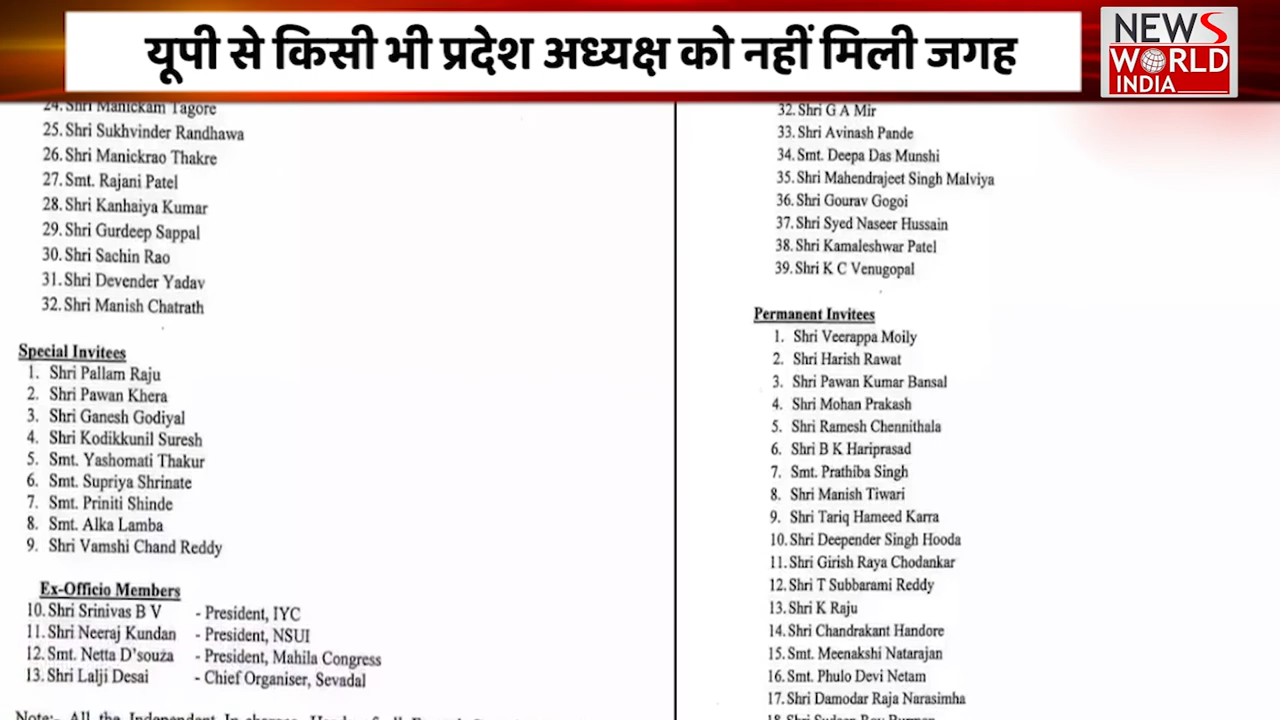 यूपी से किसी भी प्रदेश अध्यक्ष को नहीं मिली जगह
NEWS
WORLD
INDIA
24. Shri Manickam Tagore
25. Shri Sukhvinder Randhawa
26. Shri Manickrao Thakre
27. Smt. Rajani Patel
28. Shri Kanhaiya Kumar
29. Shri Gurdeep Sappal
30. Shri Sachin Rao
31. Shri Devender Yadav
32. Shri Manish Chatrath
Special Invitees
1. Shri Pallam Raju
2. Shri Pawan Khera
3. Shri Ganesh Godiyal
4. Shri Kodikkunil Suresh
5. Smt. Yashomati Thakur
6. Smt. Supriya Shrinate
7. Smt. Priniti Shinde
8. Smt. Alka Lamba
9. Shri Vamshi Chand Reddy
Ex-Officio Members
10. Shri Srinivas B V - President, IYC
11. Shri Neeraj Kundan - President, NSUI
12. Smt. Netta D'souza - President, Mahila Congress
13. Shri Lalji Desai - Chief Organiser, Sevadal
Note:- All the Independent
32. Shri G A Mir
33. Shri Avinash Pande
34. Smt. Deepa Das Munshi
35. Shri Mahendrajeet Singh Malviya
36. Shri Gourav Gogoi
37. Shri Syed Naseer Hussain
38. Shri Kamaleshwar Patel
39. Shri K C Venugopal
Permanent Invitees
1. Shri Veerappa Moily
2. Shri Harish Rawat
3. Shri Pawan Kumar Bansal
4. Shri Mohan Prakash
5. Shri Ramesh Chennithala
6. Shri B K Hariprasad
7. Smt. Prathiba Singh
8. Shri Manish Tiwari
9. Shri Tariq Hameed Karra
10. Shri Deepender Singh Hooda
11. Shri Girish Raya Chodankar
12. Shri T Subbarami Reddy
13. Shri K Raju
14. Shri Chandrakant Handore
15. Smt. Meenakshi Natarajan
16. Smt. Phulo Devi Netam
17. Shri Damodar Raja Narasimha
18. Shri